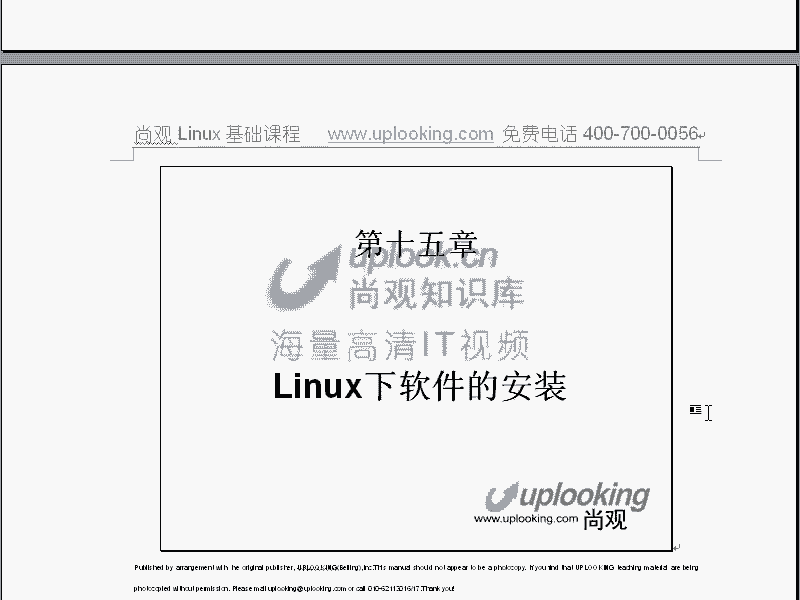 尚观 Linux 基础课程 www.uplooking.com 免费电话 400-700-0056
第十五章
uplook.cn
尚观知识库
海量高清IT视频
Linux下软件的安装
uplooking
www.uplooking.com 尚观
Published by arrangement with the original publisher, UPLOOKING(Beijing),Inc.This manual should not appear to be a photocopy. If you find that UPLOOKING teaching material are being
photocopied without permission. Please mail uplooking@uplooking.com or call 010-62113016/17.Thank you!